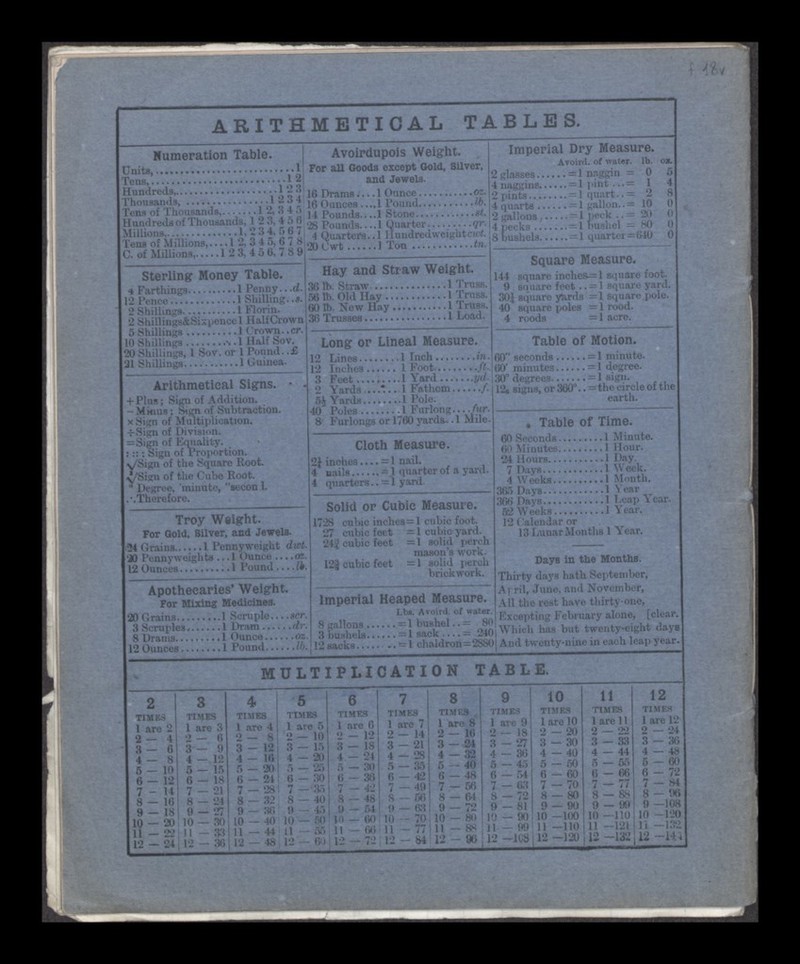 f 18v
ARITHMETICAL TABLES.
Numeration Table.
Units,..............................1
Tens,.............................1 2
Hundreds,.....................1 2 3
Thousands, .................1 2 3 4
Tens of Thousands,........1 2, 3 4 5
Hundreds of Thousands, 1 2 3, 4 5 6
Millions................1, 2 3 4, 5 6 7
Tens of Millions,.....1 2, 3 4 5, 6 7 8
C. of Millions,......1 2 3, 4 5 6, 7 8 9
Sterling Money Table.
4 Farthings..........1 Penny...d.
12 Pence.............1 Shilling..s.
2 Shillings...........1 Florin.
2 Shillings&Sixpence 1 HalfCrown
5 Shillings ..........1 Crown..cr.
10 Shillings ..........1 Half Sov.
20 Shillings, 1 Sov. or 1 Pound..£
21 Shillings...........1 Guinea.
Arithmetical Signs.
+ Plus; Sign of Addition.
- Minus; Sign of Subtraction.
× Sign of Multiplication.
÷ Sign of Division.
= Sign of Equality.
: :: : Sign of Proportion.
√ Sign of the Square Root.
∛ Sign of the Cube Root.
° Degree, 'minute, "second.
∴ Therefore.
Troy Weight.
For Gold, Silver, and Jewels.
24 Grains......1 Pennyweight dwt.
20 Pennyweights ...1 Ounce ....oz.
12 Ounces..........1 Pound ....lb.
Apothecaries' Weight.
For Mixing Medicines.
20 Grains.........1 Scruple....scr.
3 Scruples........1 Dram ......dr.
8 Drams..........1 Ounce......oz.
12 Ounces.........1 Pound......lb.
Avoirdupois Weight.
For all Goods except Gold, Silver,
and Jewels.
16 Drams....1 Ounce ..........oz.
16 Ounces....1 Pound..........lb.
14 Pounds....1 Stone...........st.
28 Pounds....1 Quarter........qr.
4 Quarters..1 Hundredweight cwt.
20 Cwt .......1 Ton ............tn.
Hay and Straw Weight.
36 lb. Straw...............1 Truss.
56 lb. Old Hay ............1 Truss.
60 lb. New Hay ...........1 Truss.
36 Trusses.................1 Load.
Long or Lineal Measure.
12 Lines.........1 Inch ........in.
12 Inches .......1 Foot.........ft.
3 Feet..........1 Yard .......yd.
2 Yards ........1 Fathom ......f.
5½ Yards........1 Pole.
40 Poles.........1 Furlong....fur.
8 Furlongs or 1760 yards..1 Mile.
Cloth Measure.
2¼ inches....=1 nail.
4 nails......=1 quarter of a yard.
4 quarters..=1 yard
Solid or Cubic Measure.
1728 cubic inches=1 cubic foot.
27 cubic feet =1 cubic yard.
24¾ cubic feet =1 solid perch
mason's work.
12¾ cubic feet =1 solid perch
brickwork.
Imperial Heaped Measure.
Lbs. Avoird. of water.
8 gallons ......=1 bushel ..= 80
3 bushels......=1 sack ....= 240
12 sacks........=1 chaldron=2880
Imperial Dry Measure.
Avoird. of water. lb. oz.
2 glasses......=1 naggin = 0 5
4 naggins......=1 pint ..= 1 4
2 pints........=1 quart..= 2 8
4 quarts ......=1 gallon..= 10 0
2 gallons ......=1 peck ..= 20 0
4 pecks ........=1 bushel = 80 0
8 bushels......=1 quarter=640 0
Square Measure.
144 square inches=1 square foot.
9 square feet ..=1 square yard.
30¼ square yards =1 square pole.
40 square poles =1 rood.
4 roods =1 acre.
Table of Motion.
60" seconds ......=1 minute.
60' minutes ......=1 degree.
30° degrees.......=1 sign.
12s signs, or 360°..=the circle of the
earth.
Table of Time.
60 Seconds.........1 Minute.
60 Minutes.........1 Hour.
24 Hours...........1 Day.
7 Days............1 Week.
4 Weeks..........1 Month.
365 Days...........1 Year
366 Days...........1 Leap Year.
52 Weeks..........1 Year.
12 Calendar or
13 Lunar Months 1 Year.
Days in the Months.
Thirty days hath September,
April, June, and November,
All the rest have thirty-one,
Excepting February alone, [clear.
Which has but twenty-eight days
And twenty-nine in each leap year.
MULTIPLICATION TABLE.
2 3 4 5 6 7 8 9 10 11 12
TIMES TIMES TIMES TIMES TIMES TIMES TIMES TIMES TIMES TIMES TIMES
1 are 2 1 are 3 1 are 4 1 are 5 1 are 6 1 are 7 1 are 8 1 are 9 1 are 10 1 are 11 1 are 12
2 — 4 2 — 6 2 — 8 2 — 10 2 — 12 2 — 14 2 — 16 2 — 18 2 — 20 2 — 22 2 — 24
3 — 6 3 — 9 3 — 12 3 — 15 3 — 18 3 — 21 3 — 24 3 — 27 3 — 30 3 — 33 3 — 36
4 — 8 4 — 12 4 — 16 4 — 20 4 — 24 4 — 28 4 — 32 4 — 36 4 — 40 4 — 44 4 — 48
5 — 10 5 — 15 5 — 20 5 — 25 5 — 30 5 — 35 5 — 40 5 — 45 5 — 50 5 — 55 5 — 60
6 — 12 6 — 18 6 — 24 6 — 30 6 — 36 6 — 42 6 — 48 6 — 54 6 — 60 6 — 66 6 — 72
7 — 14 7 — 21 7 — 28 7 — 35 7 — 42 7 — 49 7 — 56 7 — 63 7 — 70 7 — 77 7 — 84
8 — 16 8 — 24 8 — 32 8 — 40 8 — 48 8 — 56 8 — 64 8 — 72 8 — 80 8 — 88 8 — 96
9 — 18 9 — 27 9 — 36 9 — 45 9 — 54 9 — 63 9 — 72 9 — 81 9 — 90 9 — 99 9 —108
10 — 20 10 — 30 10 — 40 10 — 50 10 — 60 10 — 70 10 — 80 10 — 90 10 —100 10 —110 10 —120
11 — 22 11 — 33 11 — 44 11 — 55 11 — 66 11 — 77 11 — 88 11 — 99 11 —110 11 —121 11 —132
12 — 24 12 — 36 12 — 48 12 — 60 12 — 72 12 — 84 12 — 96 12 —108 12 —120 12 —132 12 —144